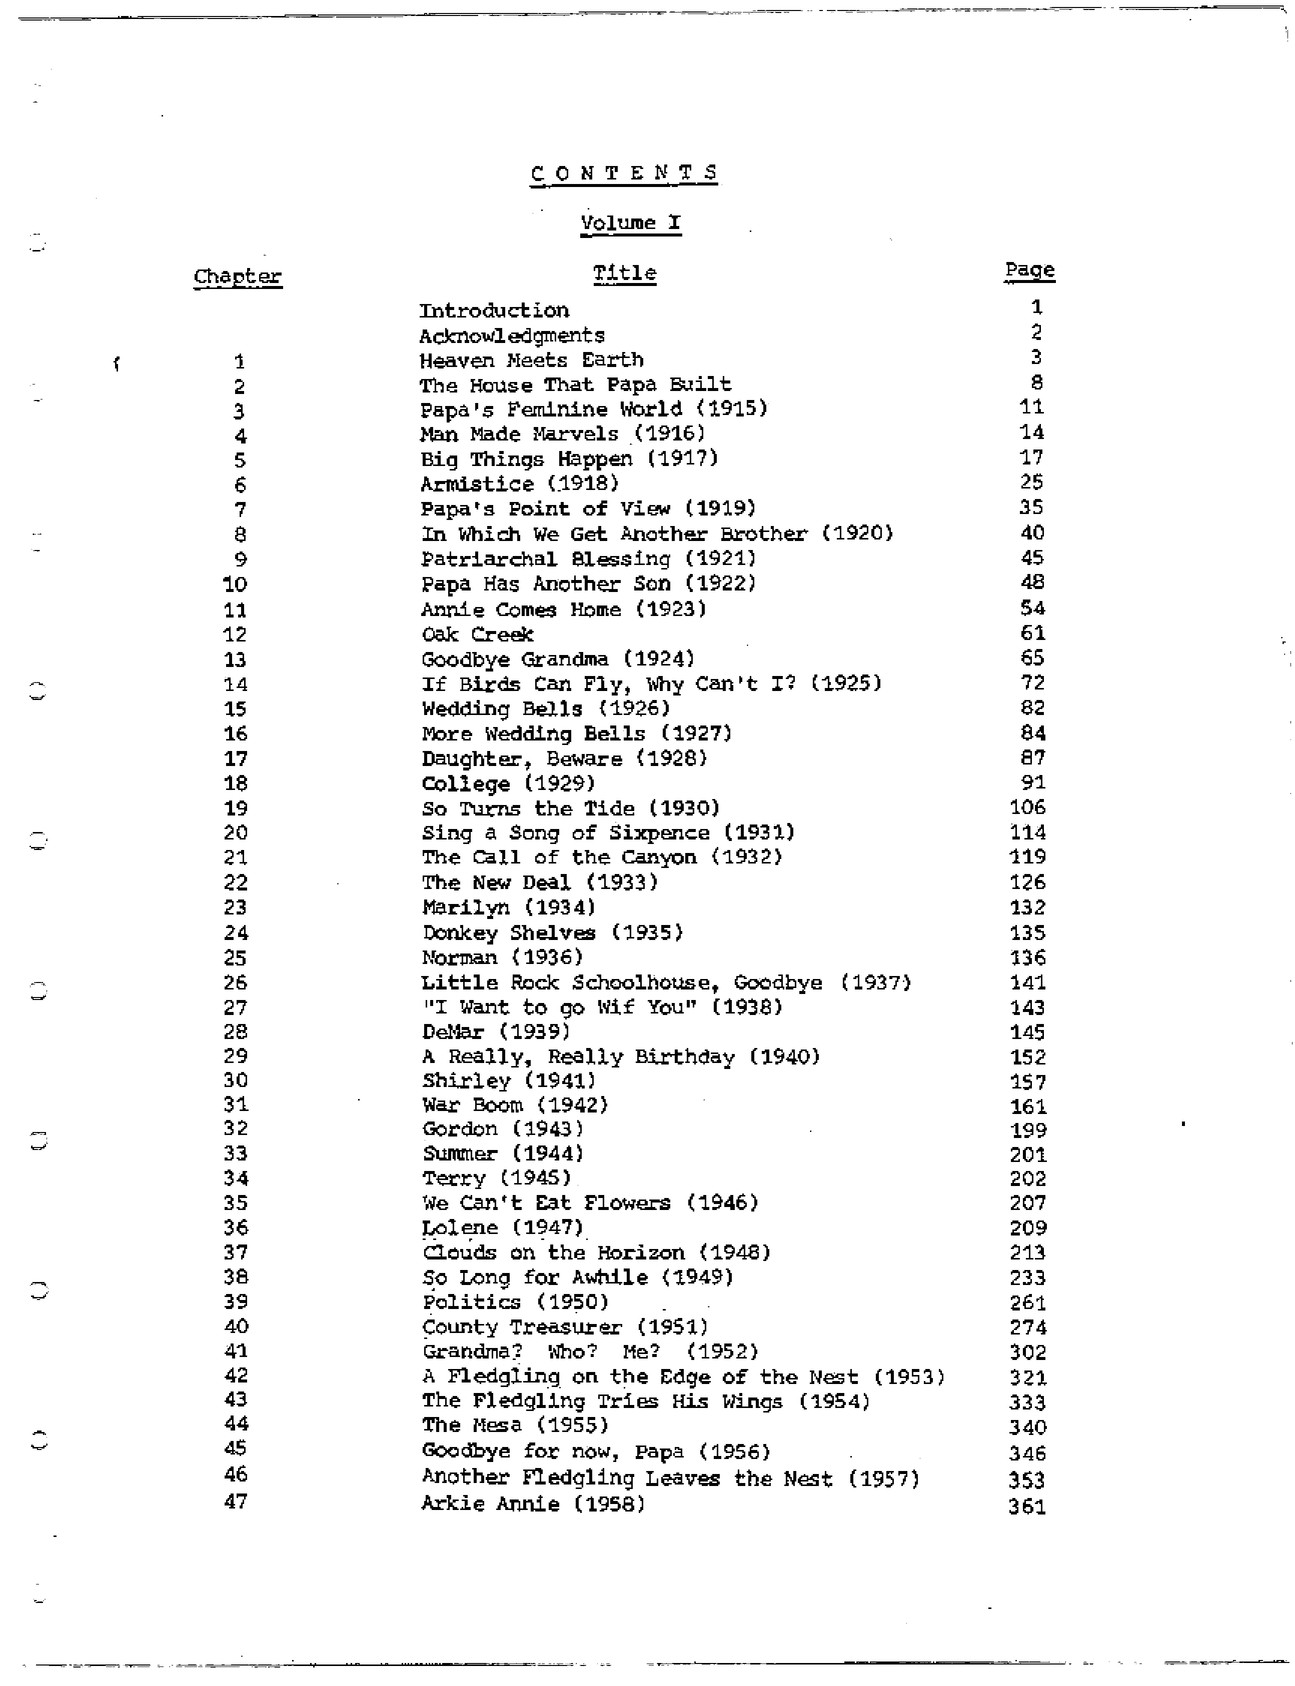 C O N T E N T S
Volume I
Chapter Title Page
Introduction 1
Acknowledgments 2
1 Heaven Meets Earth 3
2 The House That Papa Built 8
3 Papa's Feminine World (1915) 11
4 Man Made Marvels (1916) 14
5 Big Things Happen (1917) 17
6 Armistice (1918) 25
7 Papa's Point of View (1919) 35
8 In Which We Get Another Brother (1920) 40
9 Patriarchal Blessing (1921) 45
10 Papa Has Another Son (1922) 48
11 Annie Comes Home (1923) 54
12 Oak Creek 61
13 Goodbye Grandma (1924) 65
14 If Birds Can Fly, Why Can't I? (1925) 72
15 Wedding Bells (1926) 82
16 More Wedding Bells (1927) 84
17 Daughter, Beware (1928) 87
18 College (1929) 91
19 So Turns the Tide (1930) 106
20 Sing a Song of Sixpence (1931) 114
21 The Call of the Canyon (1932) 119
22 The New Deal (1933) 126
23 Marilyn (1934) 132
24 Donkey Shelves (1935) 135
25 Norman (1936) 136
26 Little Rock Schoolhouse, Goodbye (1937) 141
27 "I Want to go Wif You" (1938) 143
28 DeMar (1939) 145
29 A Really, Really Birthday (1940) 152
30 Shirley (1941) 157
31 War Boom (1942) 161
32 Gordon (1943) 199
33 Summer (1944) 201
34 Terry (1945) 202
35 We Can't Eat Flowers (1946) 207
36 Lolene (1947) 209
37 Clouds on the Horizon (1948) 213
38 So Long for Awhile (1949) 233
39 Politics (1950) 261
40 County Treasurer (1951) 274
41 Grandma? Who? Me? (1952) 302
42 A Fledgling on the Edge of the Nest (1953) 321
43 The Fledgling Tries His Wings (1954) 333
44 The Mesa (1955) 340
45 Goodbye for now, Papa (1956) 346
46 Another Fledgling Leaves the Nest (1957) 353
47 Arkie Annie (1958) 361